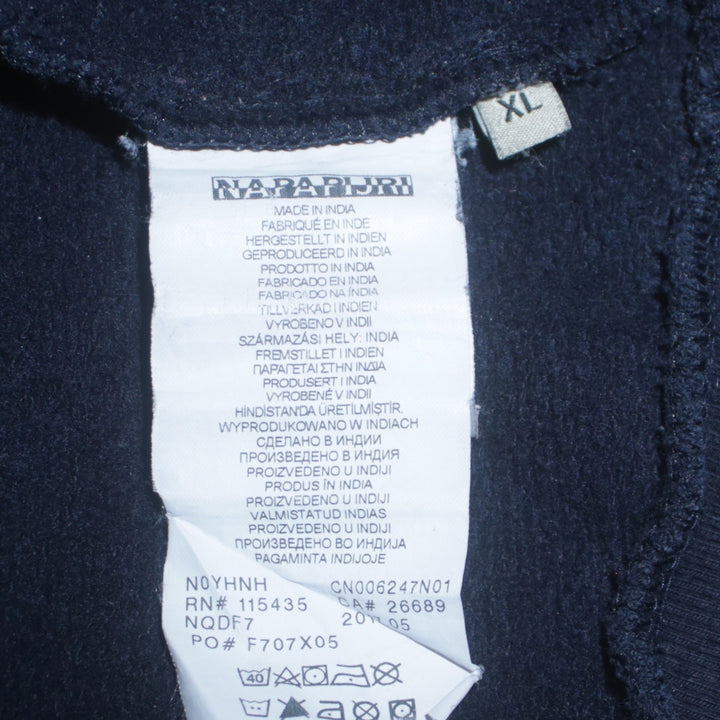 XL
NAPAPIJRI
MADE IN INDIA
FABRIQUÉ EN INDE
HERGESTELLT IN INDIEN
GEPRODUCEERD IN INDIA
PRODOTTO IN INDIA
FABRICADO EN INDIA
FABRICADO NA ÍNDIA
TILLVERKAD I INDIEN
VYROBENO V INDII
SZÁRMAZÁSI HELY: INDIA
FREMSTILLET I INDIEN
ΠΑΡΑΓΕΤΑΙ ΣΤΗΝ ΙΝΔΙΑ
PRODUSERT I INDIA
VYROBENÉ V INDII
HİNDİSTAN'DA ÜRETİLMİŞTİR.
WYPRODUKOWANO W INDIACH
СДЕЛАНО В ИНДИИ
ПРОИЗВЕДЕНО В ИНДИЯ
PROIZVEDENO U INDIJI
PRODUS ÎN INDIA
PROIZVEDENO U INDIJI
VALMISTATUD INDIAS
PROIZVEDENO U INDIJI
ПРОИЗВЕДЕНО ВО ИНДИЈА
PAGAMINTA INDIJOJE
N0YHNH CN006247N01
RN# 115435 CA# 26689
NQDF7 05
PO# F707X05
40